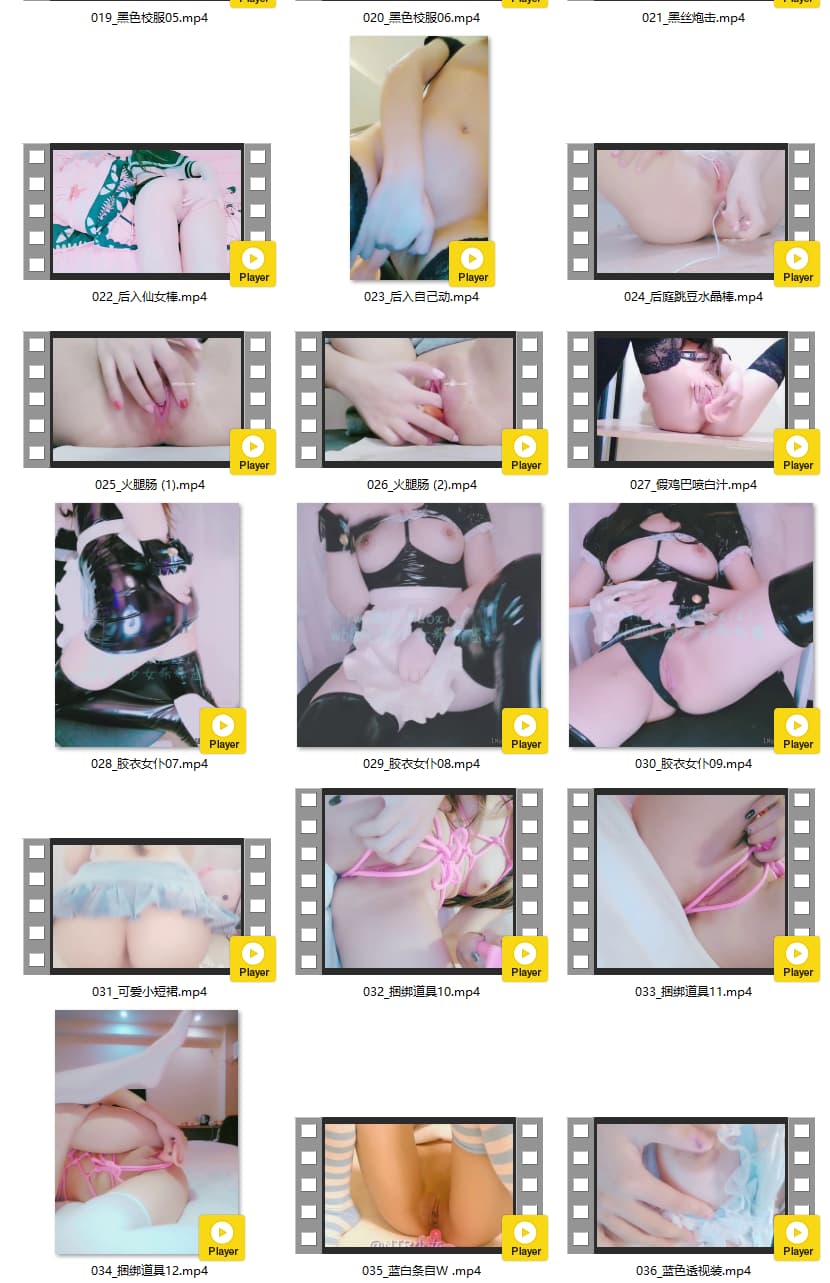 Player Player Player
019_黑色校服05.mp4 020_黑色校服06.mp4 021_黑丝炮击.mp4
Player Player Player
022_后入仙女棒.mp4 023_后入自己动.mp4 024_后庭跳豆水晶棒.mp4
Player Player Player
025_火腿肠 (1).mp4 026_火腿肠 (2).mp4 027_假鸡巴喷白汁.mp4
Player Player Player
028_胶衣女仆07.mp4 029_胶衣女仆08.mp4 030_胶衣女仆09.mp4
Player Player Player
031_可爱小短裙.mp4 032_捆绑道具10.mp4 033_捆绑道具11.mp4
Player Player Player
034_捆绑道具12.mp4 035_蓝白条自W .mp4 036_蓝色透视装.mp4